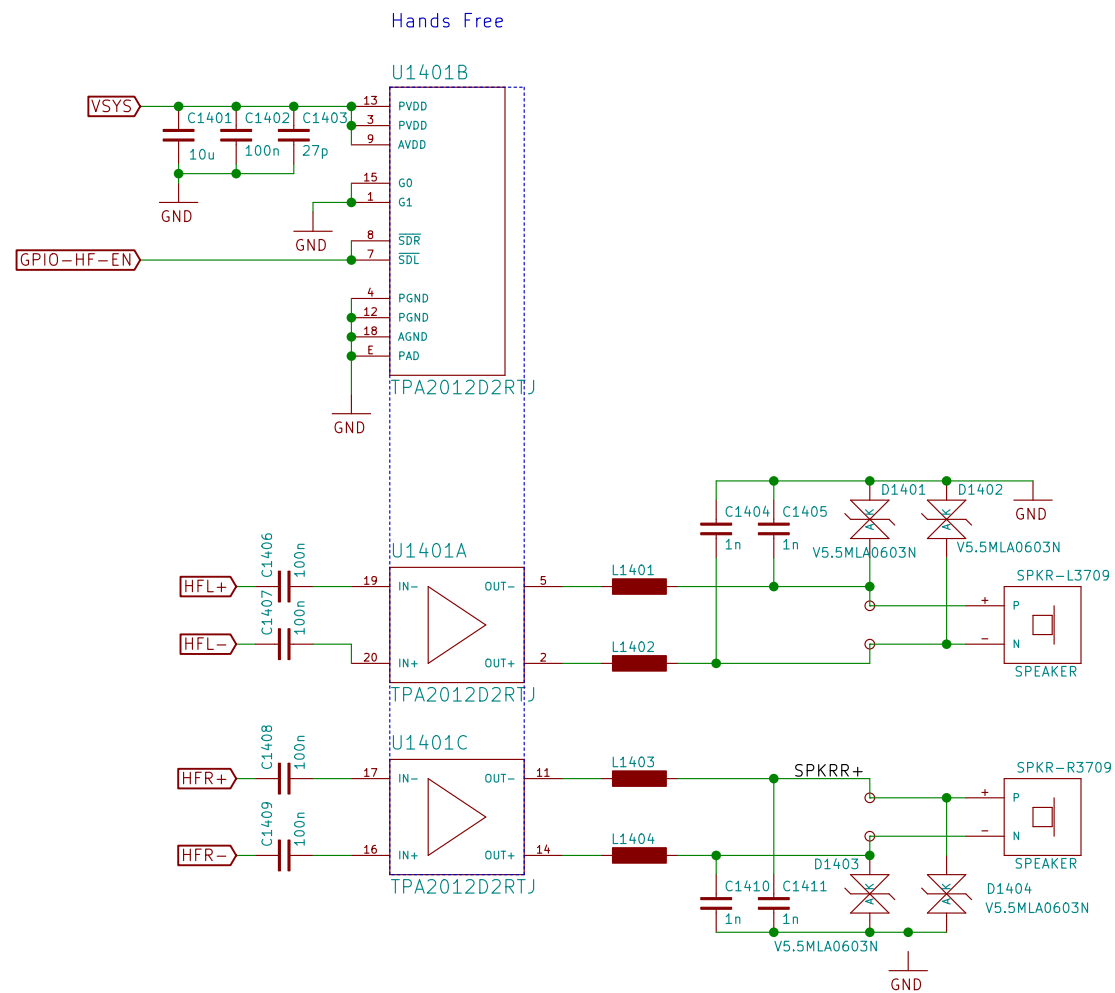 Hands Free
U1401B
VSYS
C1401
C1402
C1403
10u
100n
27p
GND
13 PVDD
3 PVDD
9 AVDD
15 G0
1 G1
GND
8 SDR
GPIO-HF-EN
7 SDL
4 PGND
12 PGND
18 AGND
E PAD
TPA2012D2RTJ
GND
C1404
1n
C1405
1n
D1401
A K
V5.5MLA0603N
D1402
A K
V5.5MLA0603N
GND
U1401A
HFL+
C1406
100n
19 IN-
OUT- 5
L1401
HFL-
C1407
100n
20 IN+
OUT+ 2
L1402
TPA2012D2RTJ
SPKR-L3709
+ P
- N
SPEAKER
U1401C
HFR+
C1408
100n
17 IN-
OUT- 11
L1403
SPKRR+
HFR-
C1409
100n
16 IN+
OUT+ 14
L1404
TPA2012D2RTJ
SPKR-R3709
+ P
- N
SPEAKER
C1410
1n
C1411
1n
D1403
A K
V5.5MLA0603N
D1404
A K
V5.5MLA0603N
GND